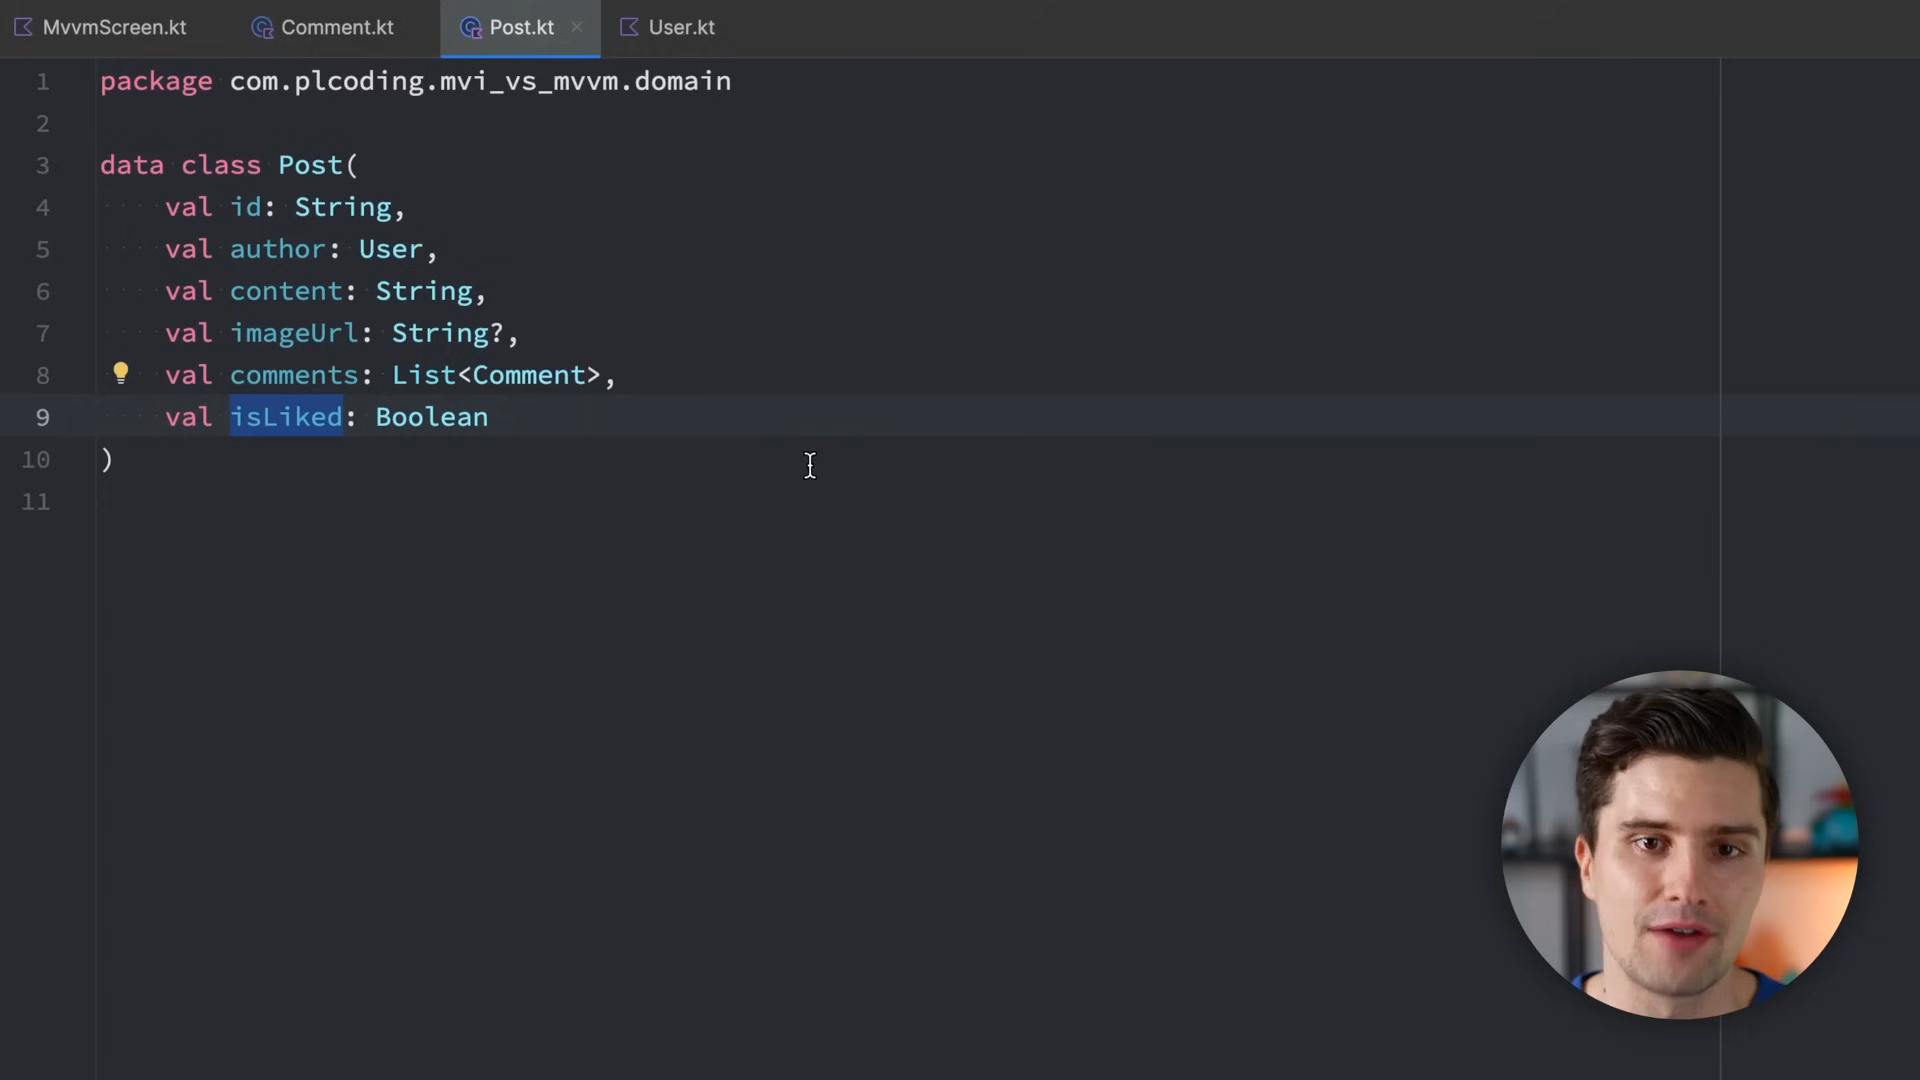 MvvmScreen.kt
Comment.kt
Post.kt
User.kt
1 package com.plcoding.mvi_vs_mvvm.domain
2
3 data class Post(
4 val id: String,
5 val author: User,
6 val content: String,
7 val imageUrl: String?,
8 val comments: List<Comment>,
9 val isLiked: Boolean
10 )
11